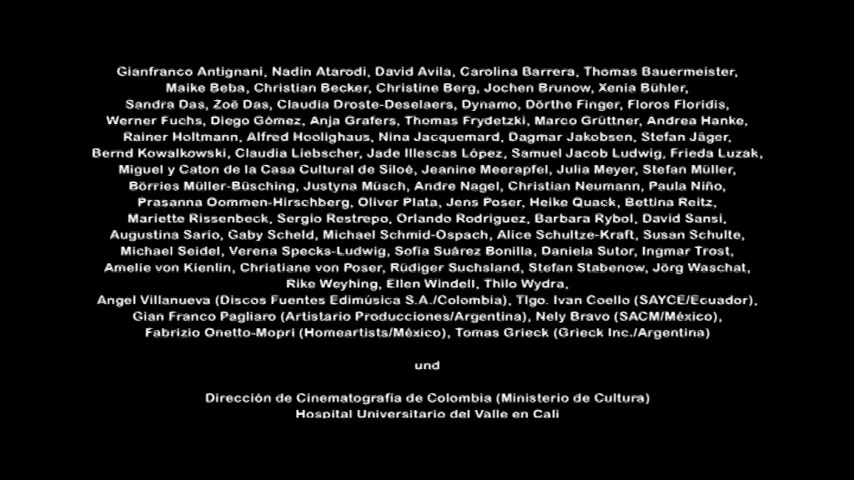 Gianfranco Antignani, Nadin Atarodi, David Avila, Carolina Barrera, Thomas Bauermeister,
Maike Beba, Christian Becker, Christine Berg, Jochen Brunow, Xenia Bühler,
Sandra Das, Zoë Das, Claudia Droste-Deselaers, Dynamo, Dörthe Finger, Floros Floridis,
Werner Fuchs, Diego Gómez, Anja Grafers, Thomas Frydetzki, Marco Grüttner, Andrea Hanke,
Rainer Holtmann, Alfred Hoolighaus, Nina Jacquemard, Dagmar Jakobsen, Stefan Jäger,
Bernd Kowalkowski, Claudia Liebscher, Jade Illescas López, Samuel Jacob Ludwig, Frieda Luzak,
Miguel y Caton de la Casa Cultural de Siloé, Jeanine Meerapfel, Julia Meyer, Stefan Müller,
Börries Müller-Büsching, Justyna Müsch, Andre Nagel, Christian Neumann, Paula Niño,
Prasanna Oommen-Hirschberg, Oliver Plata, Jens Poser, Heike Quack, Bettina Reitz,
Mariette Rissenbeck, Sergio Restrepo, Orlando Rodriguez, Barbara Rybol, David Sansi,
Augustina Sario, Gaby Scheld, Michael Schmid-Ospach, Alice Schultze-Kraft, Susan Schulte,
Michael Seidel, Verena Specks-Ludwig, Sofia Suárez Bonilla, Daniela Sutor, Ingmar Trost,
Amelie von Kienlin, Christiane von Poser, Rüdiger Suchsland, Stefan Stabenow, Jörg Waschat,
Rike Weyhing, Ellen Windell, Thilo Wydra,
Angel Villanueva (Discos Fuentes Edimúsica S.A./Colombia), Tlgo. Ivan Coello (SAYCE/Ecuador),
Gian Franco Pagliaro (Artistario Producciones/Argentina), Nely Bravo (SACM/México),
Fabrizio Onetto-Mopri (Homeartists/México), Tomas Grieck (Grieck Inc./Argentina)
und
Dirección de Cinematografia de Colombia (Ministerio de Cultura)
Hospital Universitario del Valle en Cali